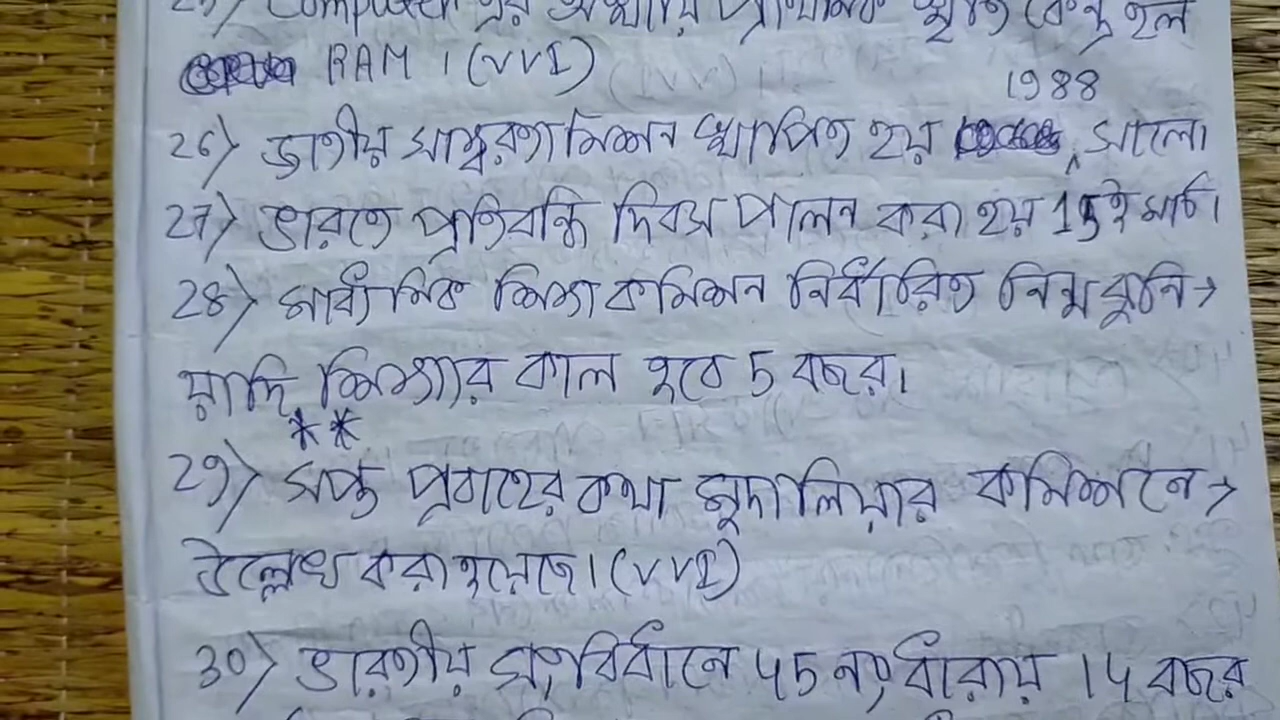 25) Computer এর অস্থায়ী প্রাথমিক স্মৃতি কেন্দ্র হল
RAM । (VVI)
1988
26) জাতীয় সাক্ষরতা মিশন স্থাপিত হয় সালে।
27) ভারতে প্রতিবন্ধি দিবস পালন করা হয় 15ই মার্চ।
28) মাধ্যমিক শিক্ষা কমিশন নির্ধারিত নিম্ন বুনি→
য়াদি শিক্ষার কাল হবে 5 বছর।
**
29) সপ্ত প্রবাহের কথা মুদালিয়ার কমিশনে→
উল্লেখ করা হয়েছে। (VVI)
30) ভারতীয় সংবিধানে 45 নং ধারায় 14 বছর